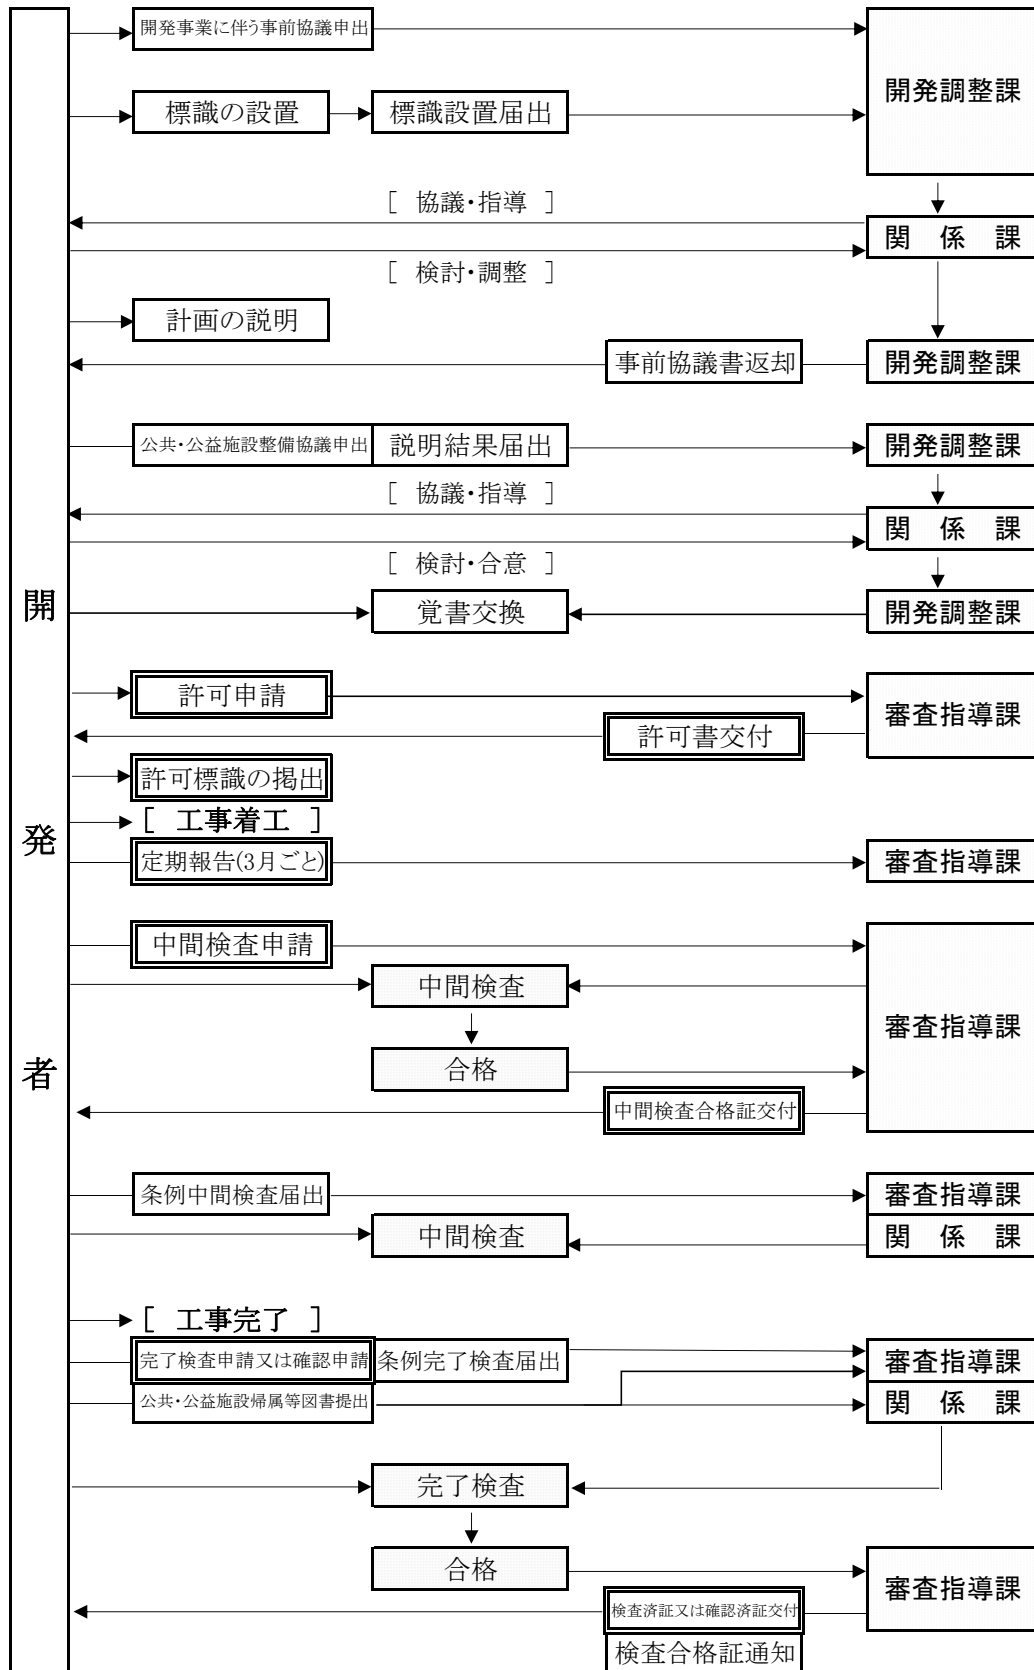 開発事業に伴う事前協議申出
開発調整課
標識の設置
標識設置届出
[ 協議・指導 ]
関 係 課
[ 検討・調整 ]
計画の説明
事前協議書返却
開発調整課
公共・公益施設整備協議申出
説明結果届出
開発調整課
[ 協議・指導 ]
関 係 課
[ 検討・合意 ]
覚書交換
開発調整課
開発者
許可申請
審査指導課
許可書交付
許可標識の掲出
[ 工事着工 ]
定期報告(3月ごと)
審査指導課
中間検査申請
中間検査
審査指導課
合格
中間検査合格証交付
条例中間検査届出
審査指導課
中間検査
関 係 課
[ 工事完了 ]
完了検査申請又は確認申請
条例完了検査届出
審査指導課
公共・公益施設帰属等図書提出
関 係 課
完了検査
合格
審査指導課
検査済証又は確認済証交付
検査合格証通知